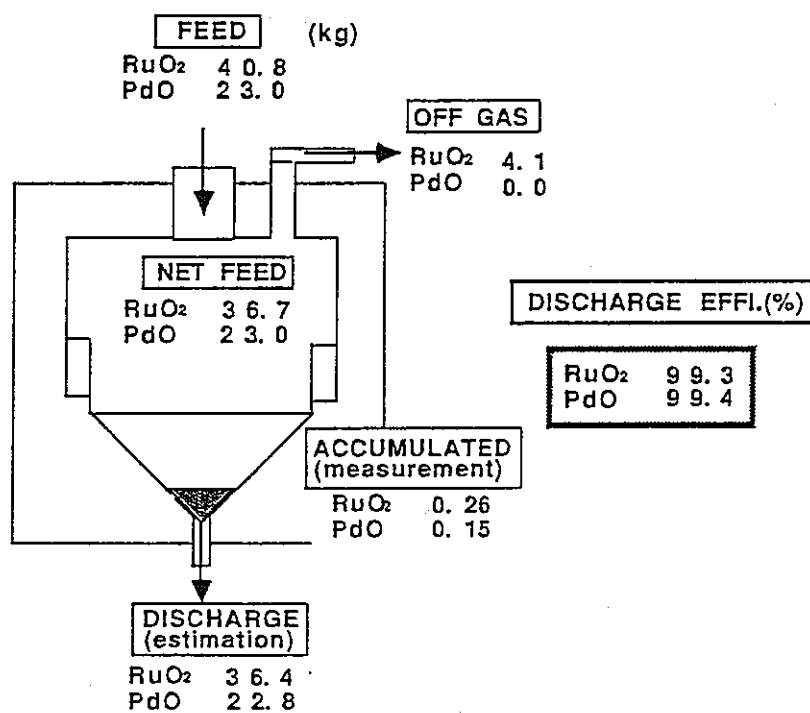 FEED (kg)
RuO₂ 40.8
PdO 23.0
OFF GAS
RuO₂ 4.1
PdO 0.0
NET FEED
RuO₂ 36.7
PdO 23.0
DISCHARGE EFFI.(%)
RuO₂ 99.3
PdO 99.4
ACCUMULATED
(measurement)
RuO₂ 0.26
PdO 0.15
DISCHARGE
(estimation)
RuO₂ 36.4
PdO 22.8